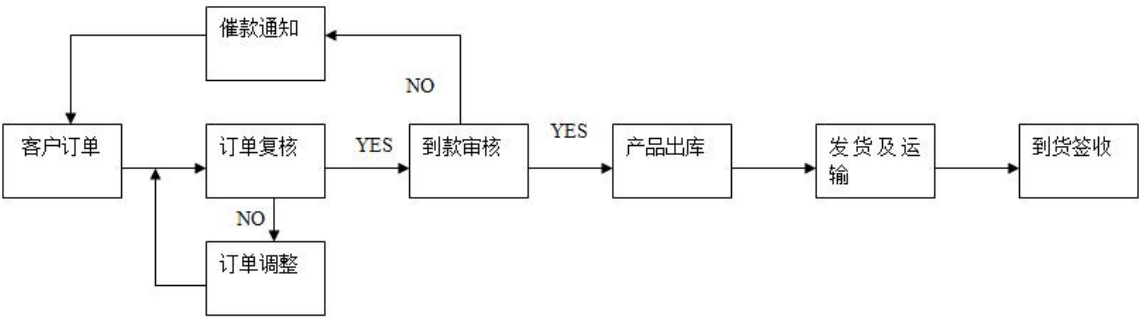 催款通知
NO
YES
客户订单
订单复核
YES
到款审核
产品出库
发货及运
输
到货签收
NO
订单调整